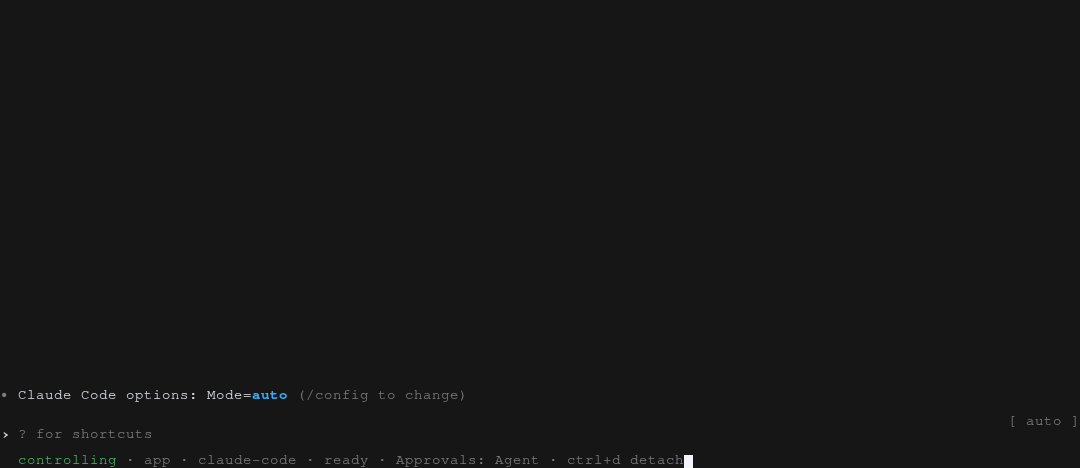 • Claude Code options: Mode=auto (/config to change)
[ auto ]
› ? for shortcuts
controlling · app · claude-code · ready · Approvals: Agent · ctrl+d detach